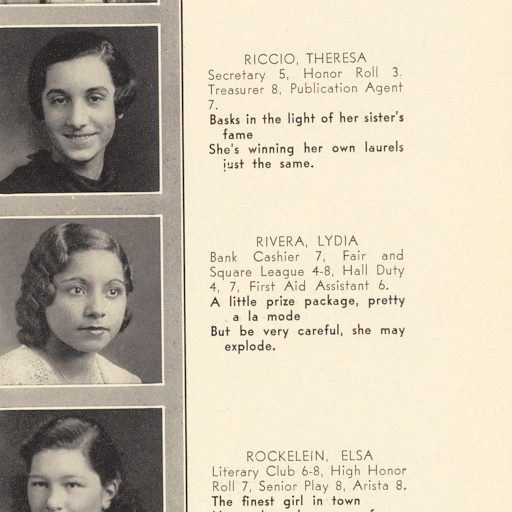 RICCIO, THERESA
Secretary 5, Honor Roll 3.
Treasurer 8, Publication Agent
7.
Basks in the light of her sister's
fame
She's winning her own laurels
just the same.
RIVERA, LYDIA
Bank Cashier 7, Fair and
Square League 4-8, Hall Duty
4, 7, First Aid Assistant 6.
A little prize package, pretty
a la mode
But be very careful, she may
explode.
ROCKELEIN, ELSA
Literary Club 6-8, High Honor
Roll 7, Senior Play 8, Arista 8.
The finest girl in town